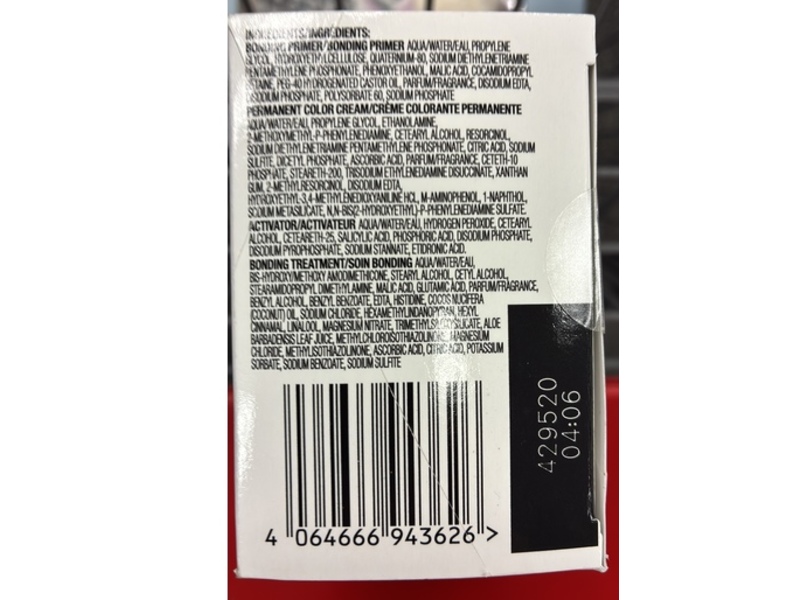 INGREDIENTS/INGRÉDIENTS:
BONDING PRIMER/BONDING PRIMER AQUA/WATER/EAU, PROPYLENE
GLYCOL, HYDROXYETHYLCELLULOSE, QUATERNIUM-80, SODIUM DIETHYLENETRIAMINE
PENTAMETHYLENE PHOSPHONATE, PHENOXYETHANOL, MALIC ACID, COCAMIDOPROPYL
BETAINE, PEG-40 HYDROGENATED CASTOR OIL, PARFUM/FRAGRANCE, DISODIUM EDTA,
DISODIUM PHOSPHATE, POLYSORBATE 60, SODIUM PHOSPHATE
PERMANENT COLOR CREAM/CRÈME COLORANTE PERMANENTE
AQUA/WATER/EAU, PROPYLENE GLYCOL, ETHANOLAMINE,
2-METHOXYMETHYL-P-PHENYLENEDIAMINE, CETEARYL ALCOHOL, RESORCINOL,
SODIUM DIETHYLENETRIAMINE PENTAMETHYLENE PHOSPHONATE, CITRIC ACID, SODIUM
SULFITE, DICETYL PHOSPHATE, ASCORBIC ACID, PARFUM/FRAGRANCE, CETETH-10
PHOSPHATE, STEARETH-200, TRISODIUM ETHYLENEDIAMINE DISUCCINATE, XANTHAN
GUM, 2-METHYLRESORCINOL, DISODIUM EDTA,
HYDROXYETHYL-3,4-METHYLENEDIOXYANILINE HCL, M-AMINOPHENOL, 1-NAPHTHOL,
SODIUM METASILICATE, N,N-BIS(2-HYDROXYETHYL)-P-PHENYLENEDIAMINE SULFATE.
ACTIVATOR/ACTIVATEUR AQUA/WATER/EAU, HYDROGEN PEROXIDE, CETEARYL
ALCOHOL, CETEARETH-25, SALICYLIC ACID, PHOSPHORIC ACID, DISODIUM PHOSPHATE,
DISODIUM PYROPHOSPHATE, SODIUM STANNATE, ETIDRONIC ACID.
BONDING TREATMENT/SOIN BONDING AQUA/WATER/EAU,
BIS-HYDROXY/METHOXY AMODIMETHICONE, STEARYL ALCOHOL, CETYL ALCOHOL,
STEARAMIDOPROPYL DIMETHYLAMINE, MALIC ACID, GLUTAMIC ACID, PARFUM/FRAGRANCE,
BENZYL ALCOHOL, BENZYL BENZOATE, EDTA, HISTIDINE, COCOS NUCIFERA
(COCONUT) OIL, SODIUM CHLORIDE, HEXAMETHYLINDANOPYRAN, HEXYL
CINNAMAL, LINALOOL, MAGNESIUM NITRATE, ALOE
BARBADENSIS LEAF JUICE, METHYLCHLOROISOTHIAZOLINONE, MAGNESIUM
CHLORIDE, METHYLISOTHIAZOLINONE, ASCORBIC ACID, CITRIC ACID, POTASSIUM
SORBATE, SODIUM BENZOATE, SODIUM SULFITE
4 064666 943626 >
429520
04:06